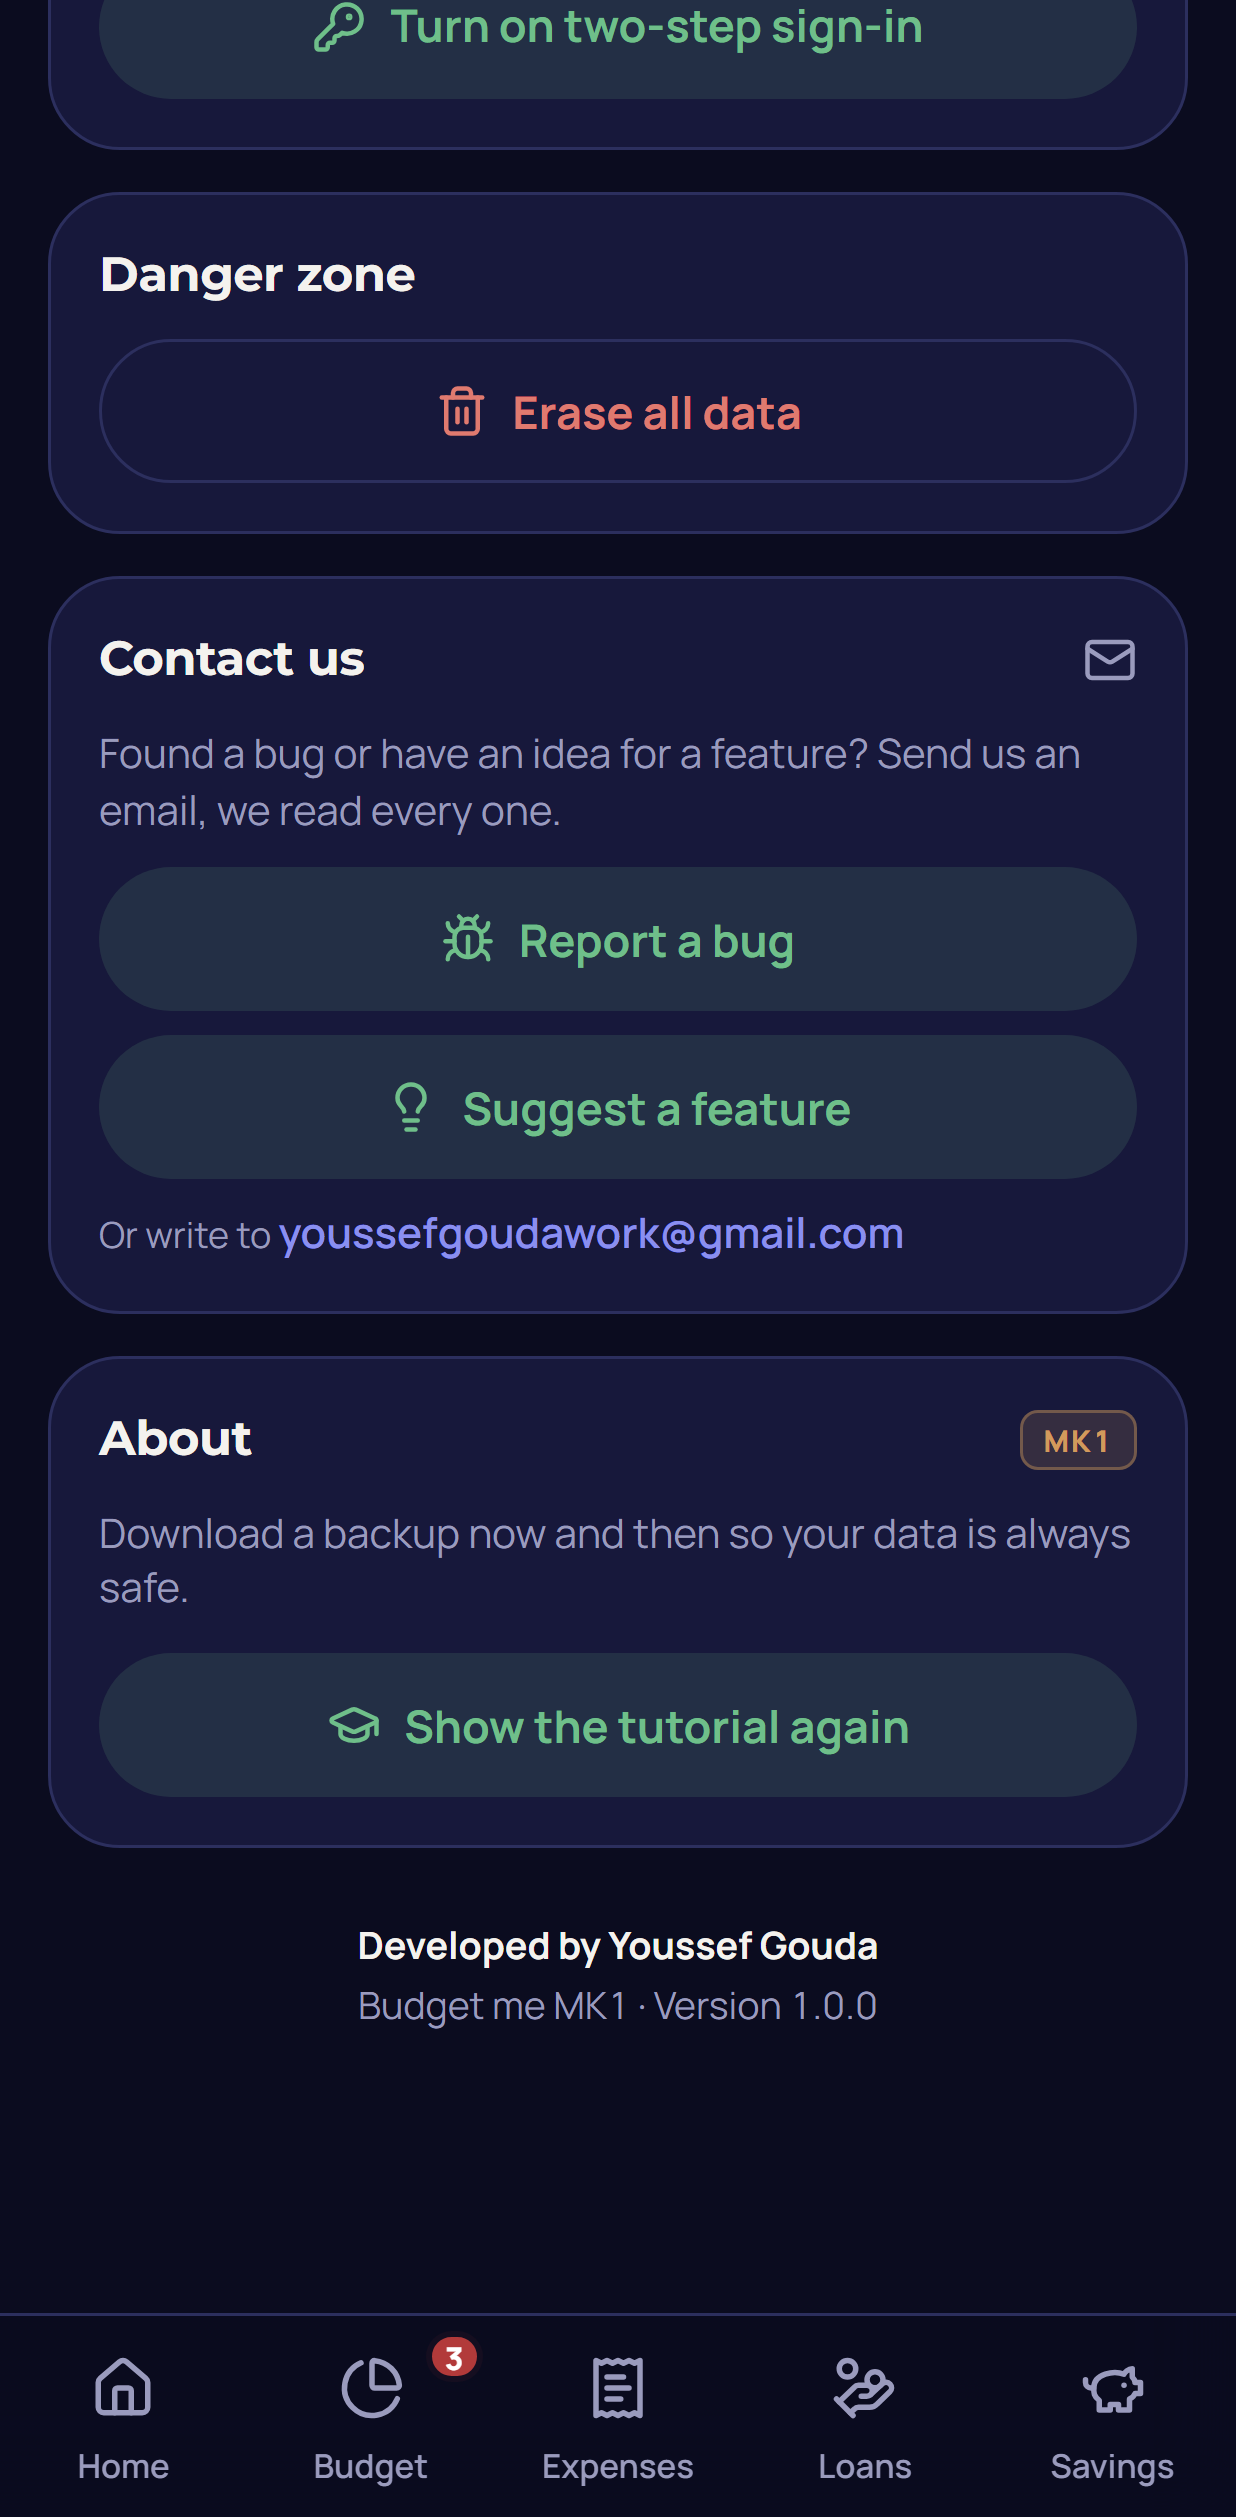 Turn on two-step sign-in
Danger zone
Erase all data
Contact us
Found a bug or have an idea for a feature? Send us an
email, we read every one.
Report a bug
Suggest a feature
Or write to youssefgoudawork@gmail.com
About
MK1
Download a backup now and then so your data is always
safe.
Show the tutorial again
Developed by Youssef Gouda
Budget me MK1 · Version 1.0.0
3
Home
Budget
Expenses
Loans
Savings